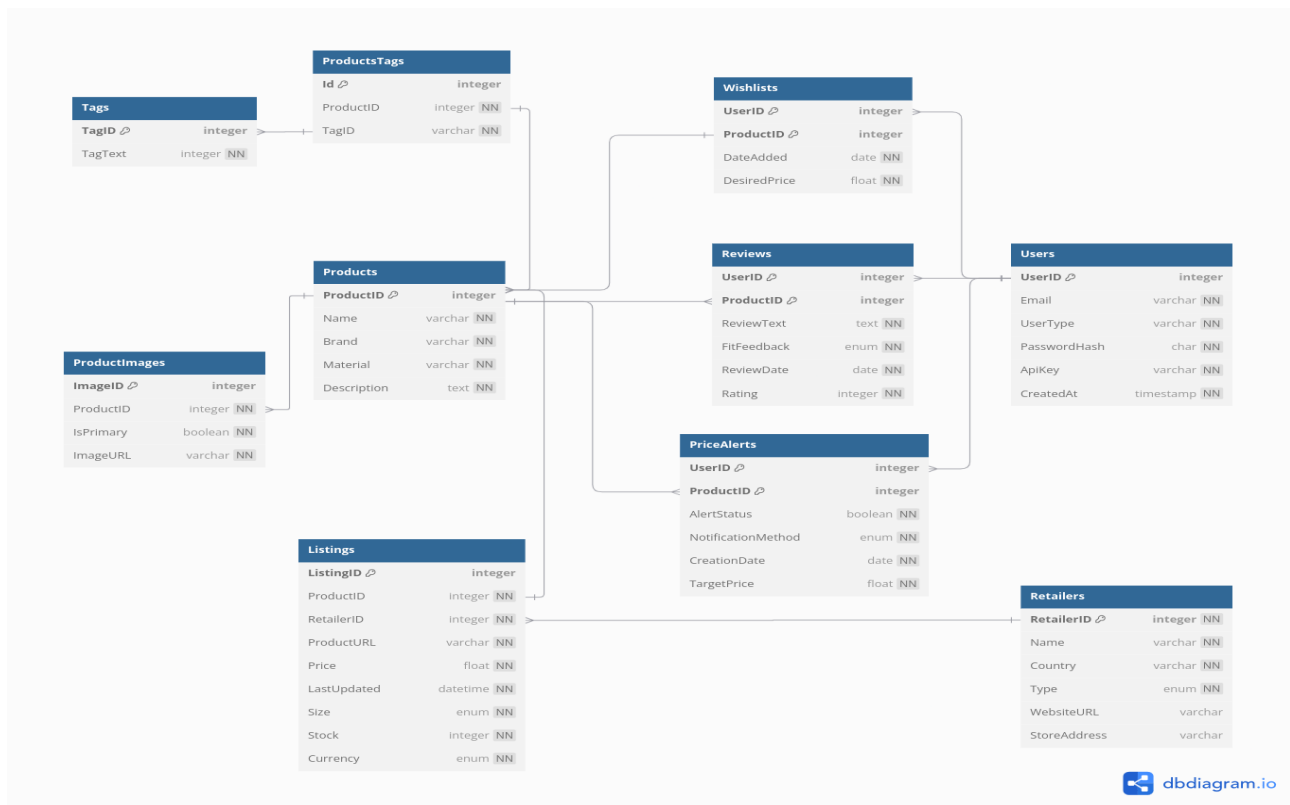 ProductsTags
Id integer
ProductID integer NN
TagID varchar NN
Tags
TagID integer
TagText integer NN
Wishlists
UserID integer
ProductID integer
DateAdded date NN
DesiredPrice float NN
Products
ProductID integer
Name varchar NN
Brand varchar NN
Material varchar NN
Description text NN
Reviews
UserID integer
ProductID integer
ReviewText text NN
FitFeedback enum NN
ReviewDate date NN
Rating integer NN
Users
UserID integer
Email varchar NN
UserType varchar NN
PasswordHash char NN
ApiKey varchar NN
CreatedAt timestamp NN
ProductImages
ImageID integer
ProductID integer NN
IsPrimary boolean NN
ImageURL varchar NN
PriceAlerts
UserID integer
ProductID integer
AlertStatus boolean NN
NotificationMethod enum NN
CreationDate date NN
TargetPrice float NN
Listings
ListingID integer
ProductID integer NN
RetailerID integer NN
ProductURL varchar NN
Price float NN
LastUpdated datetime NN
Size enum NN
Stock integer NN
Currency enum NN
Retailers
RetailerID integer NN
Name varchar NN
Country varchar NN
Type enum NN
WebsiteURL varchar
StoreAddress varchar
dbdiagram.io